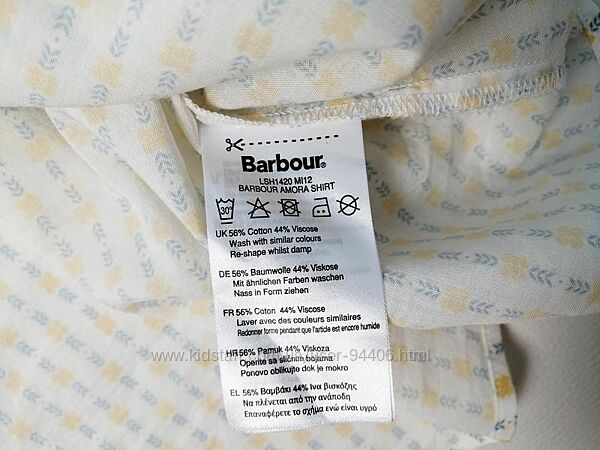 Barbour®
LSH1420 MI12
BARBOUR AMORA SHIRT
30°
UK 56% Cotton 44% Viscose
Wash with similar colours
Re-shape whilst damp
DE 56% Baumwolle 44% Viskose
Mit ähnlichen Farben waschen
Nass in Form ziehen
FR 56% Coton 44% Viscose
Laver avec des couleurs similaires
Redonner forme pendant que l'article est encore humide
HR 56% Pamuk 44% Viskoza
Operite sa sličnim bojama
Ponovo oblikujte dok je mokro
EL 56% Βαμβάκι 44% Ίνα βισκόζης
Να πλένεται από την ανάποδη
Επαναφέρετε το σχήμα ενώ είναι υγρό